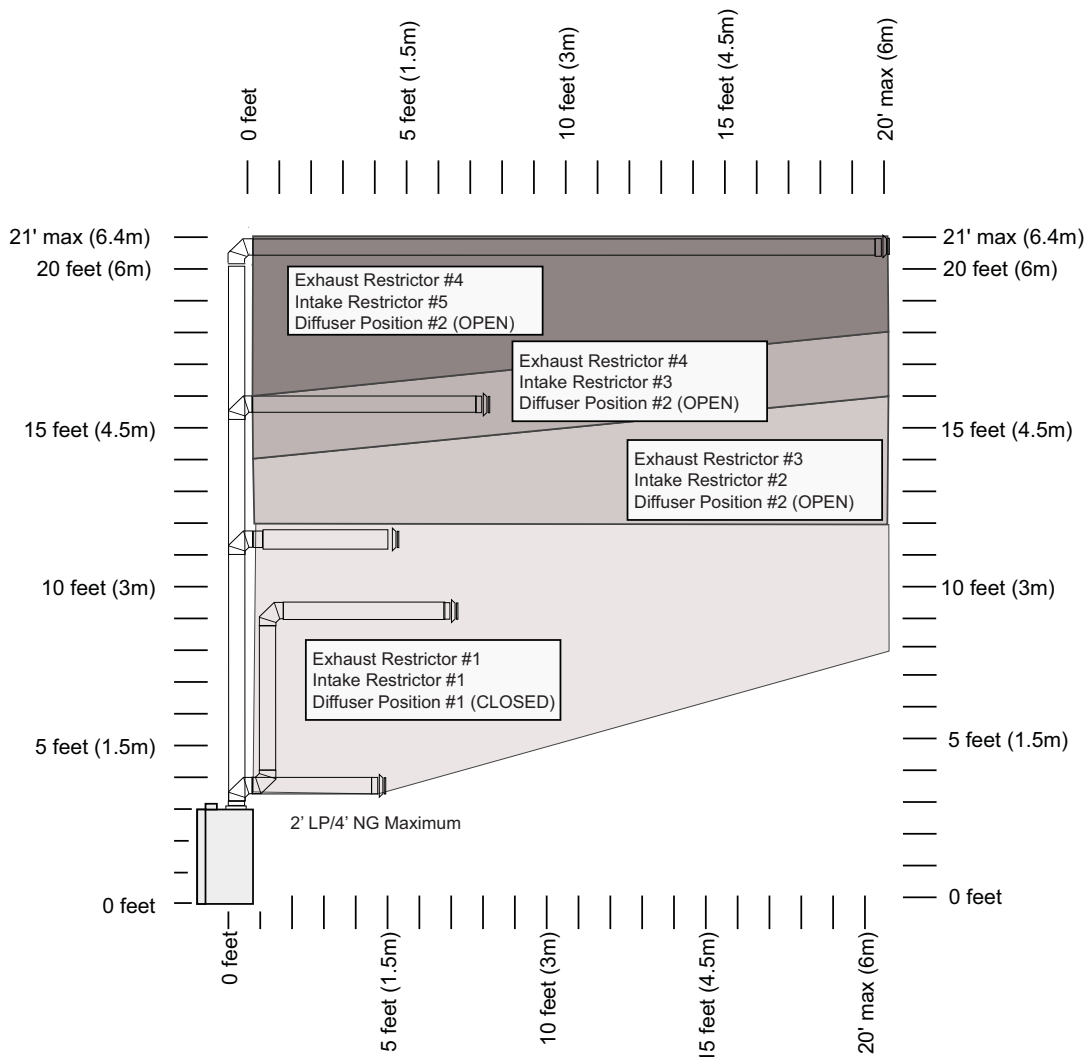 0 feet
5 feet (1.5m)
10 feet (3m)
15 feet (4.5m)
20' max (6m)
21' max (6.4m)
20 feet (6m)
15 feet (4.5m)
10 feet (3m)
5 feet (1.5m)
0 feet
Exhaust Restrictor #4
Intake Restrictor #5
Diffuser Position #2 (OPEN)
Exhaust Restrictor #4
Intake Restrictor #3
Diffuser Position #2 (OPEN)
Exhaust Restrictor #3
Intake Restrictor #2
Diffuser Position #2 (OPEN)
Exhaust Restrictor #1
Intake Restrictor #1
Diffuser Position #1 (CLOSED)
2’ LP/4’ NG Maximum
21' max (6.4m)
20 feet (6m)
15 feet (4.5m)
10 feet (3m)
5 feet (1.5m)
0 feet
0 feet
5 feet (1.5m)
10 feet (3m)
15 feet (4.5m)
20' max (6m)